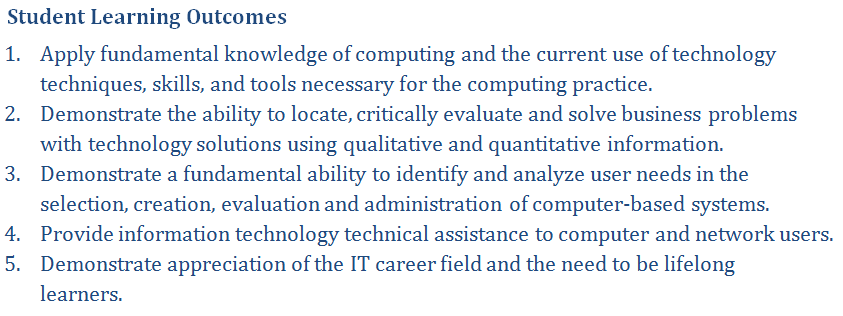 Student Learning Outcomes
1. Apply fundamental knowledge of computing and the current use of technology
techniques, skills, and tools necessary for the computing practice.
2. Demonstrate the ability to locate, critically evaluate and solve business problems
with technology solutions using qualitative and quantitative information.
3. Demonstrate a fundamental ability to identify and analyze user needs in the
selection, creation, evaluation and administration of computer-based systems.
4. Provide information technology technical assistance to computer and network users.
5. Demonstrate appreciation of the IT career field and the need to be lifelong
learners.